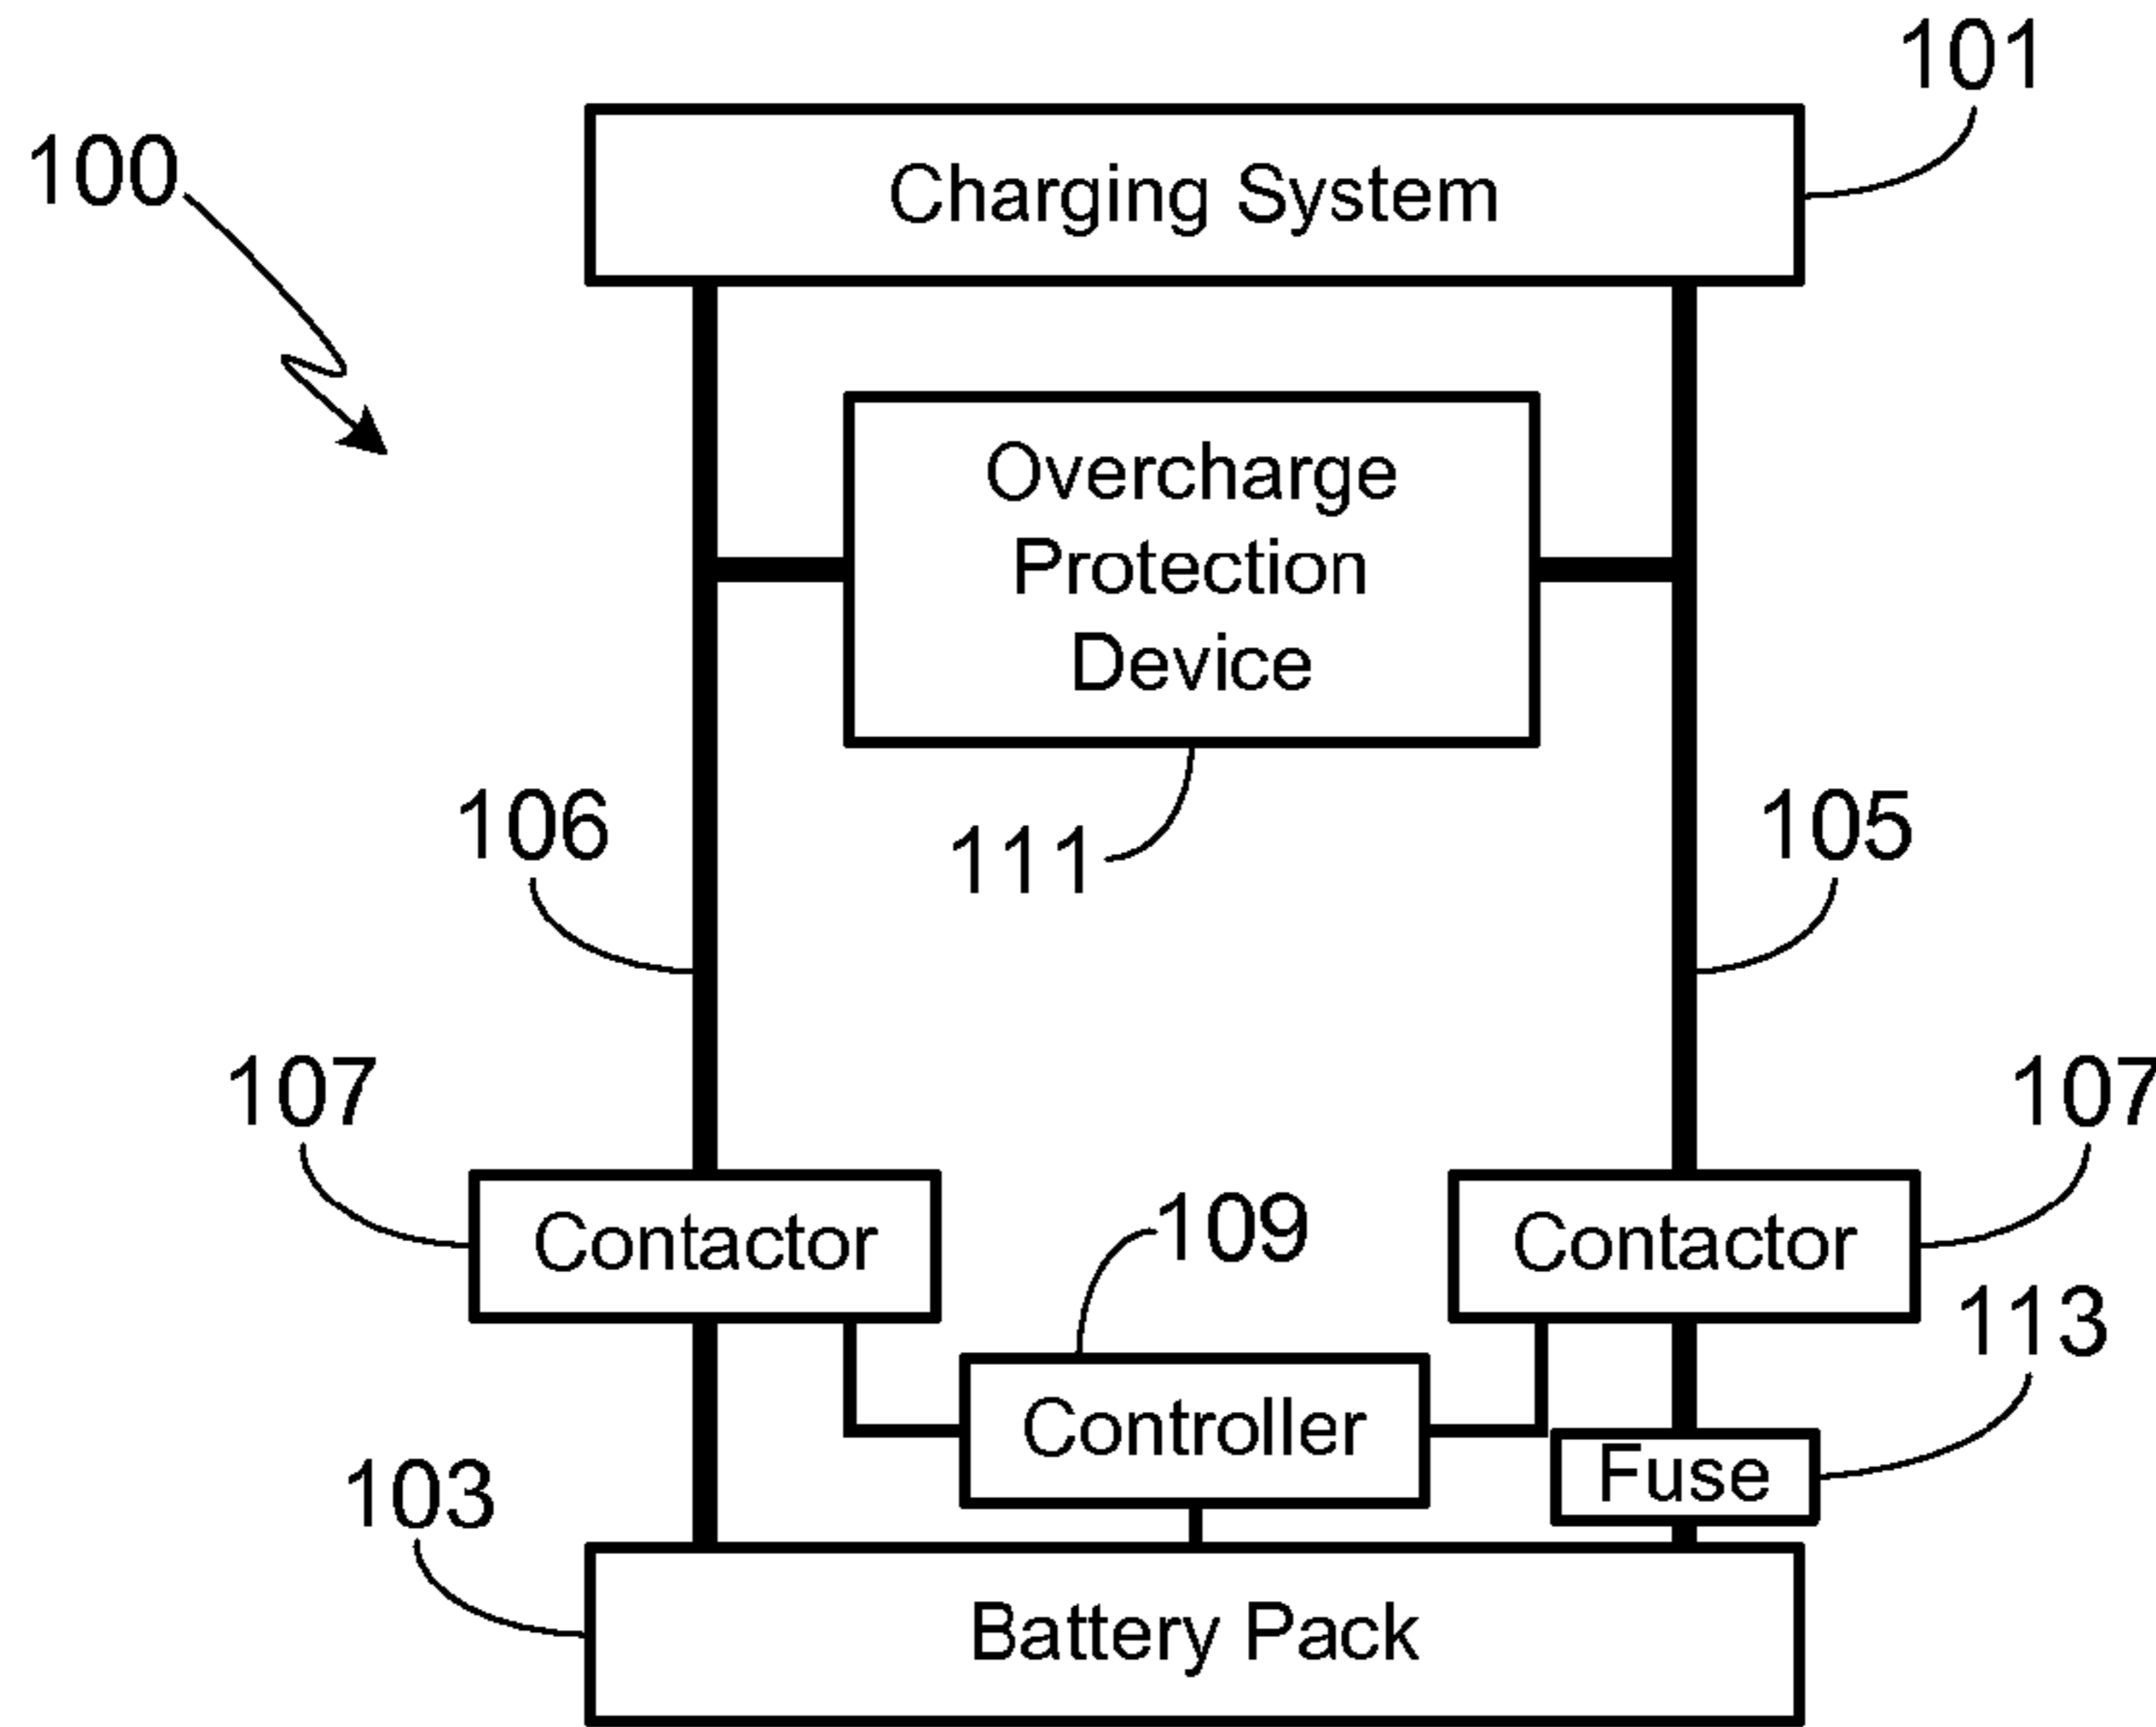 101
100
Charging System
Overcharge
Protection
Device
106
111
105
107
107
Contactor
109
Contactor
113
Controller
Fuse
103
Battery Pack